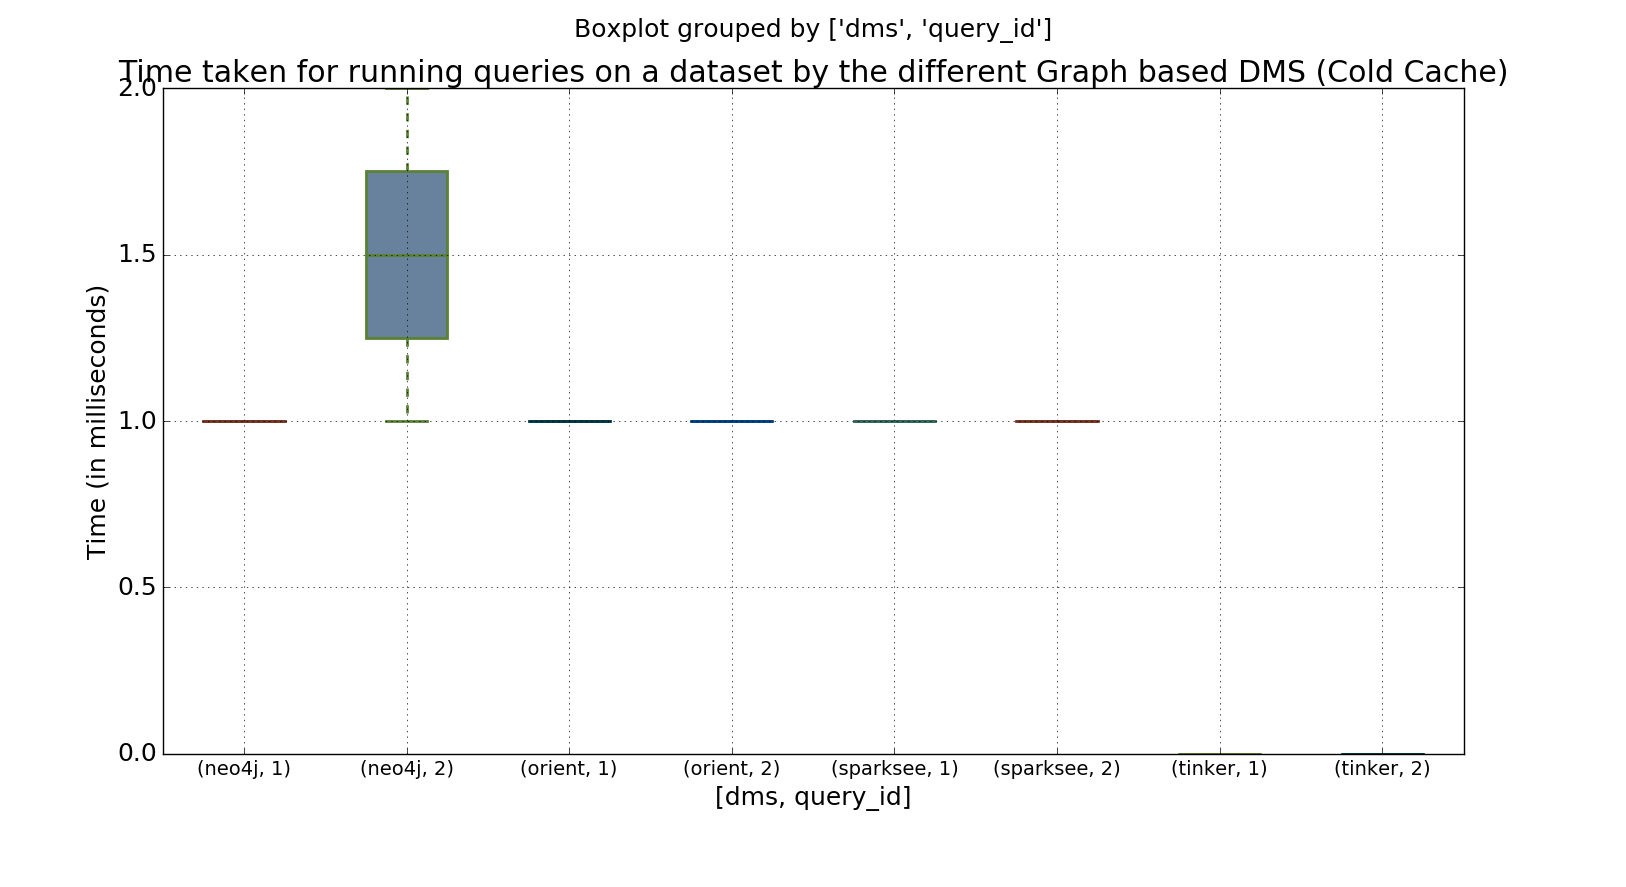 Boxplot grouped by ['dms', 'query_id']
Time taken for running queries on a dataset by the different Graph based DMS (Cold Cache)
2.0
1.5
1.0
0.5
0.0
Time (in milliseconds)
(neo4j, 1) (neo4j, 2) (orient, 1) (orient, 2) (sparksee, 1) (sparksee, 2) (tinker, 1) (tinker, 2)
[dms, query_id]